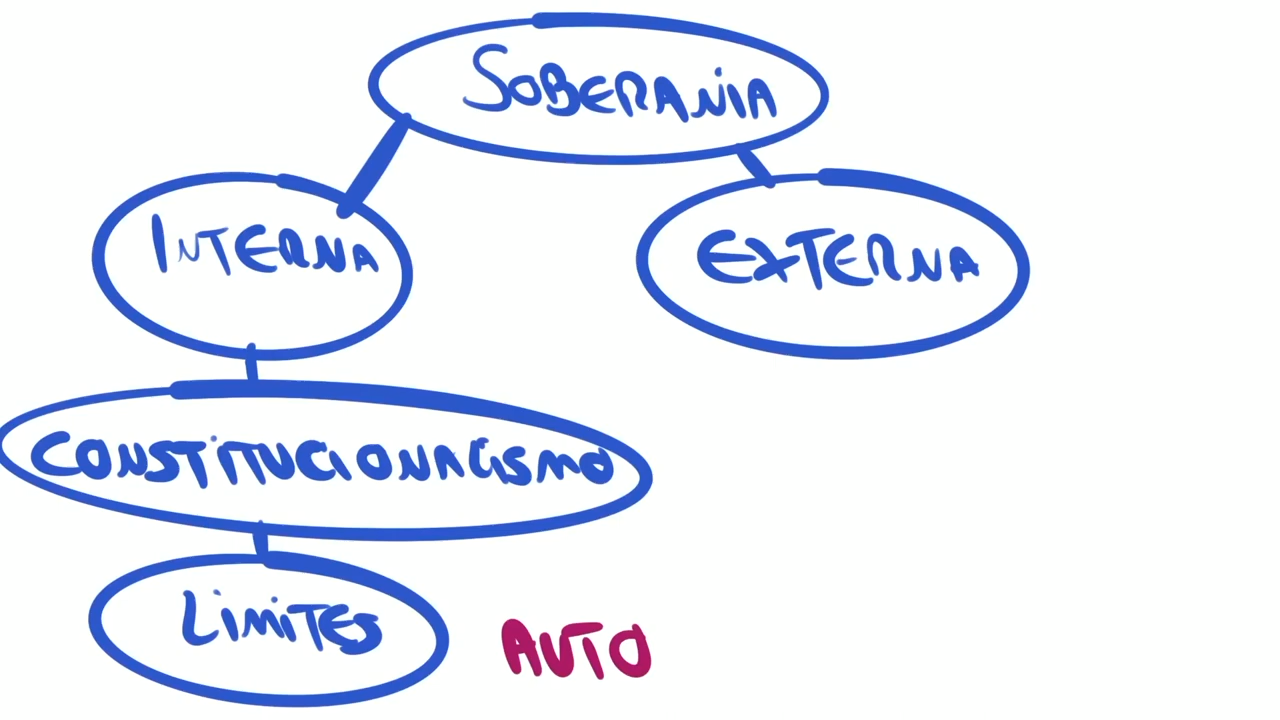 SOBERANIA
INTERNA
EXTERNA
CONSTITUCIONALISMO
LIMITES
AUTO